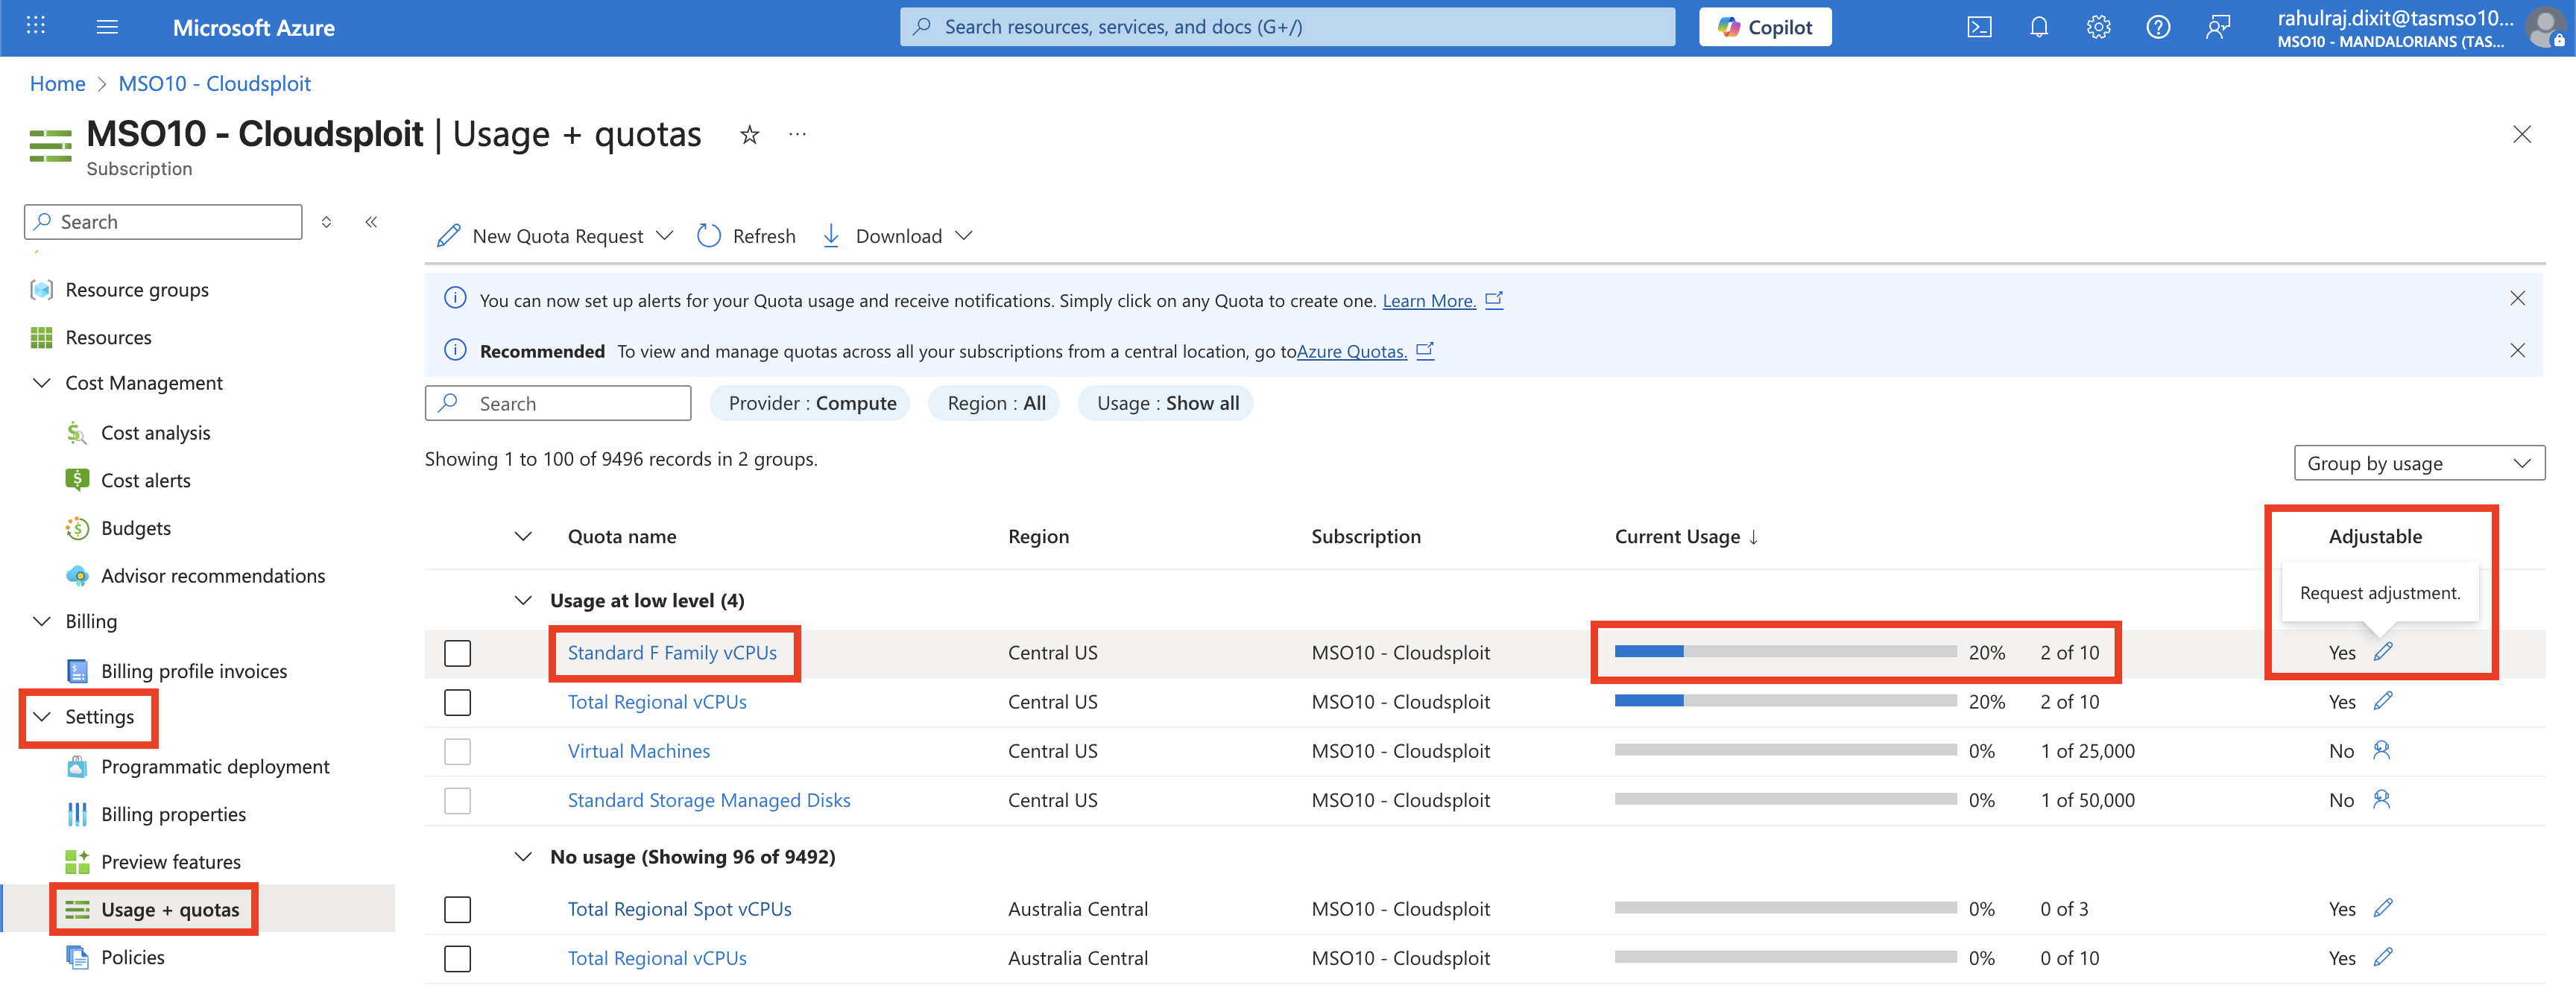 Microsoft Azure
Search resources, services, and docs (G+/)
Copilot
rahulraj.dixit@tasmso10...
MSO10 - MANDALORIANS (TAS...
Home > MSO10 - Cloudsploit
MSO10 - Cloudsploit | Usage + quotas
Subscription
Search
Resource groups
Resources
Cost Management
Cost analysis
Cost alerts
Budgets
Advisor recommendations
Billing
Billing profile invoices
Settings
Programmatic deployment
Billing properties
Preview features
Usage + quotas
Policies
New Quota Request
Refresh
Download
You can now set up alerts for your Quota usage and receive notifications. Simply click on any Quota to create one. Learn More.
Recommended To view and manage quotas across all your subscriptions from a central location, go toAzure Quotas.
Search
Provider : Compute
Region : All
Usage : Show all
Showing 1 to 100 of 9496 records in 2 groups.
Group by usage
Quota name Region Subscription Current Usage ↓ Adjustable
Request adjustment.
Usage at low level (4)
Standard F Family vCPUs Central US MSO10 - Cloudsploit 20% 2 of 10 Yes
Total Regional vCPUs Central US MSO10 - Cloudsploit 20% 2 of 10 Yes
Virtual Machines Central US MSO10 - Cloudsploit 0% 1 of 25,000 No
Standard Storage Managed Disks Central US MSO10 - Cloudsploit 0% 1 of 50,000 No
No usage (Showing 96 of 9492)
Total Regional Spot vCPUs Australia Central MSO10 - Cloudsploit 0% 0 of 3 Yes
Total Regional vCPUs Australia Central MSO10 - Cloudsploit 0% 0 of 10 Yes